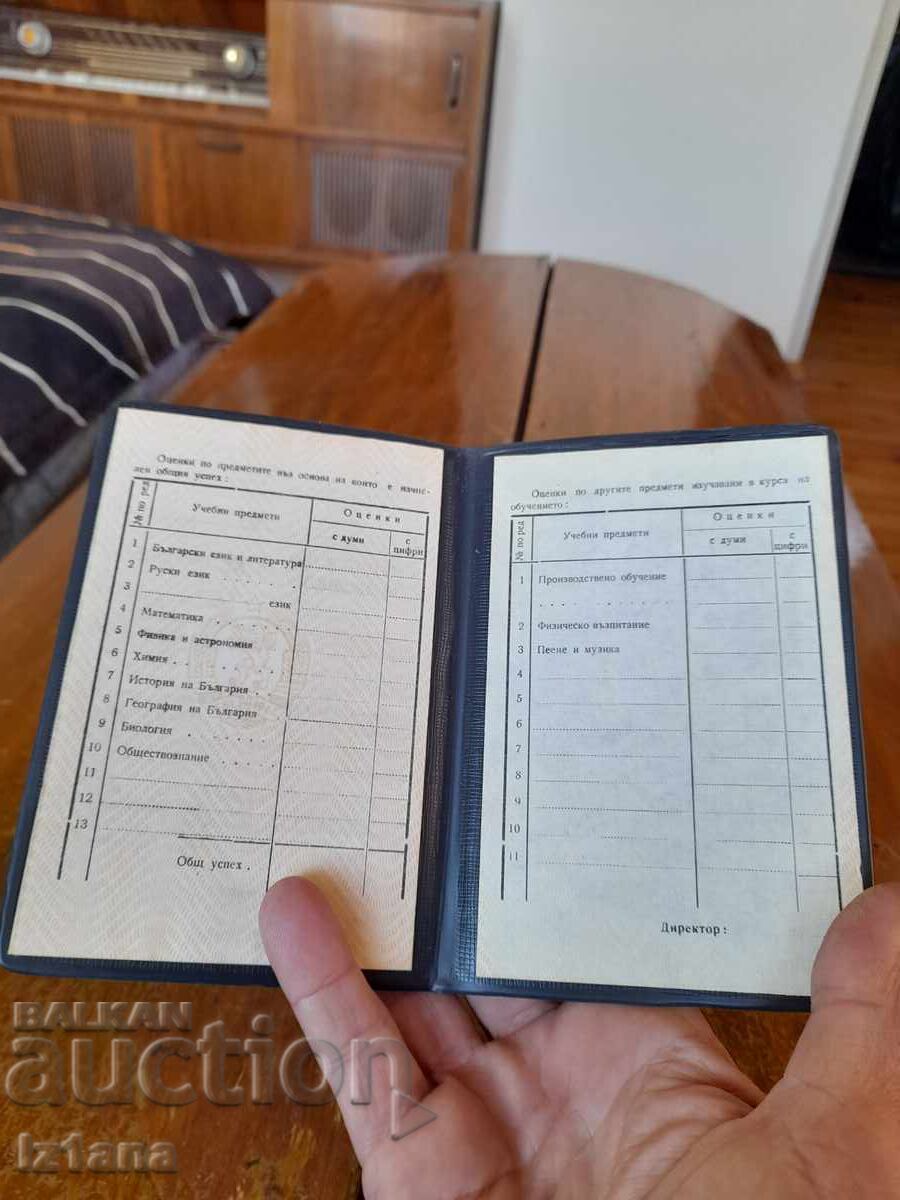 Оценки по предметите въз основа на които е изчис-
лен общия успех :
№ по ред
Учебни предмети
Оценки
с думи
с цифри
1 Български език и литература
2 Руски език
3 език
4 Математика
5 Физика и астрономия
6 Химия
7 История на България
8 География на България
9 Биология
10 Обществознание
11
12
13
Общ успех .
Оценки по другите предмети изучавани в курса на
обучението:
№ по ред
Учебни предмети
Оценки
с думи
с цифри
1 Производствено обучение
2 Физическо възпитание
3 Пеене и музика
4
5
6
7
8
9
10
11
Директор:
BALKAN
auction
Iz1ana